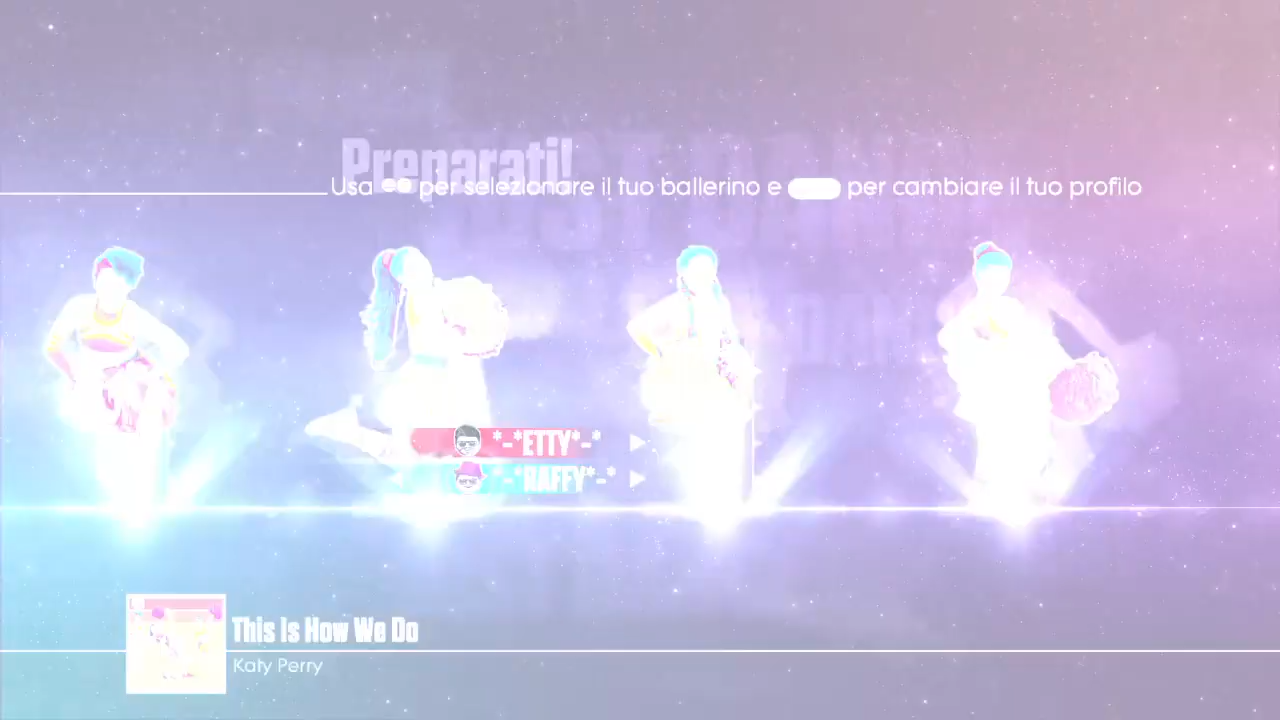 Preparati!
Usa per selezionare il tuo ballerino e per cambiare il tuo profilo
*-*ETTY*-*
*-*RAFFY*-*
This Is How We Do
Katy Perry